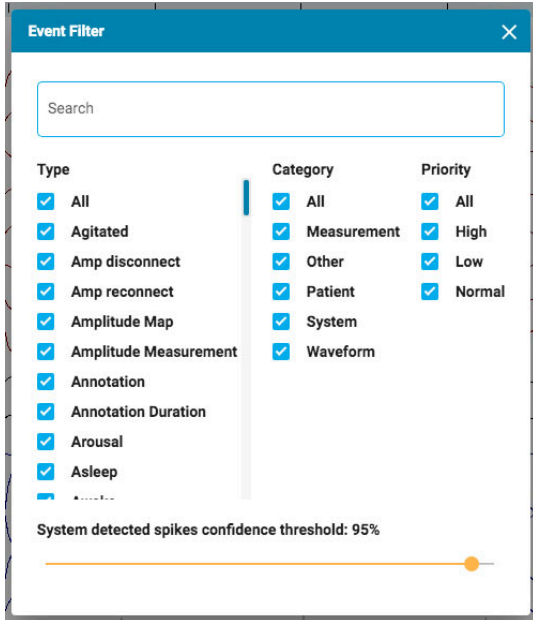 Event Filter
Search
Type
All
Agitated
Amp disconnect
Amp reconnect
Amplitude Map
Amplitude Measurement
Annotation
Annotation Duration
Arousal
Asleep
Category
All
Measurement
Other
Patient
System
Waveform
Priority
All
High
Low
Normal
System detected spikes confidence threshold: 95%